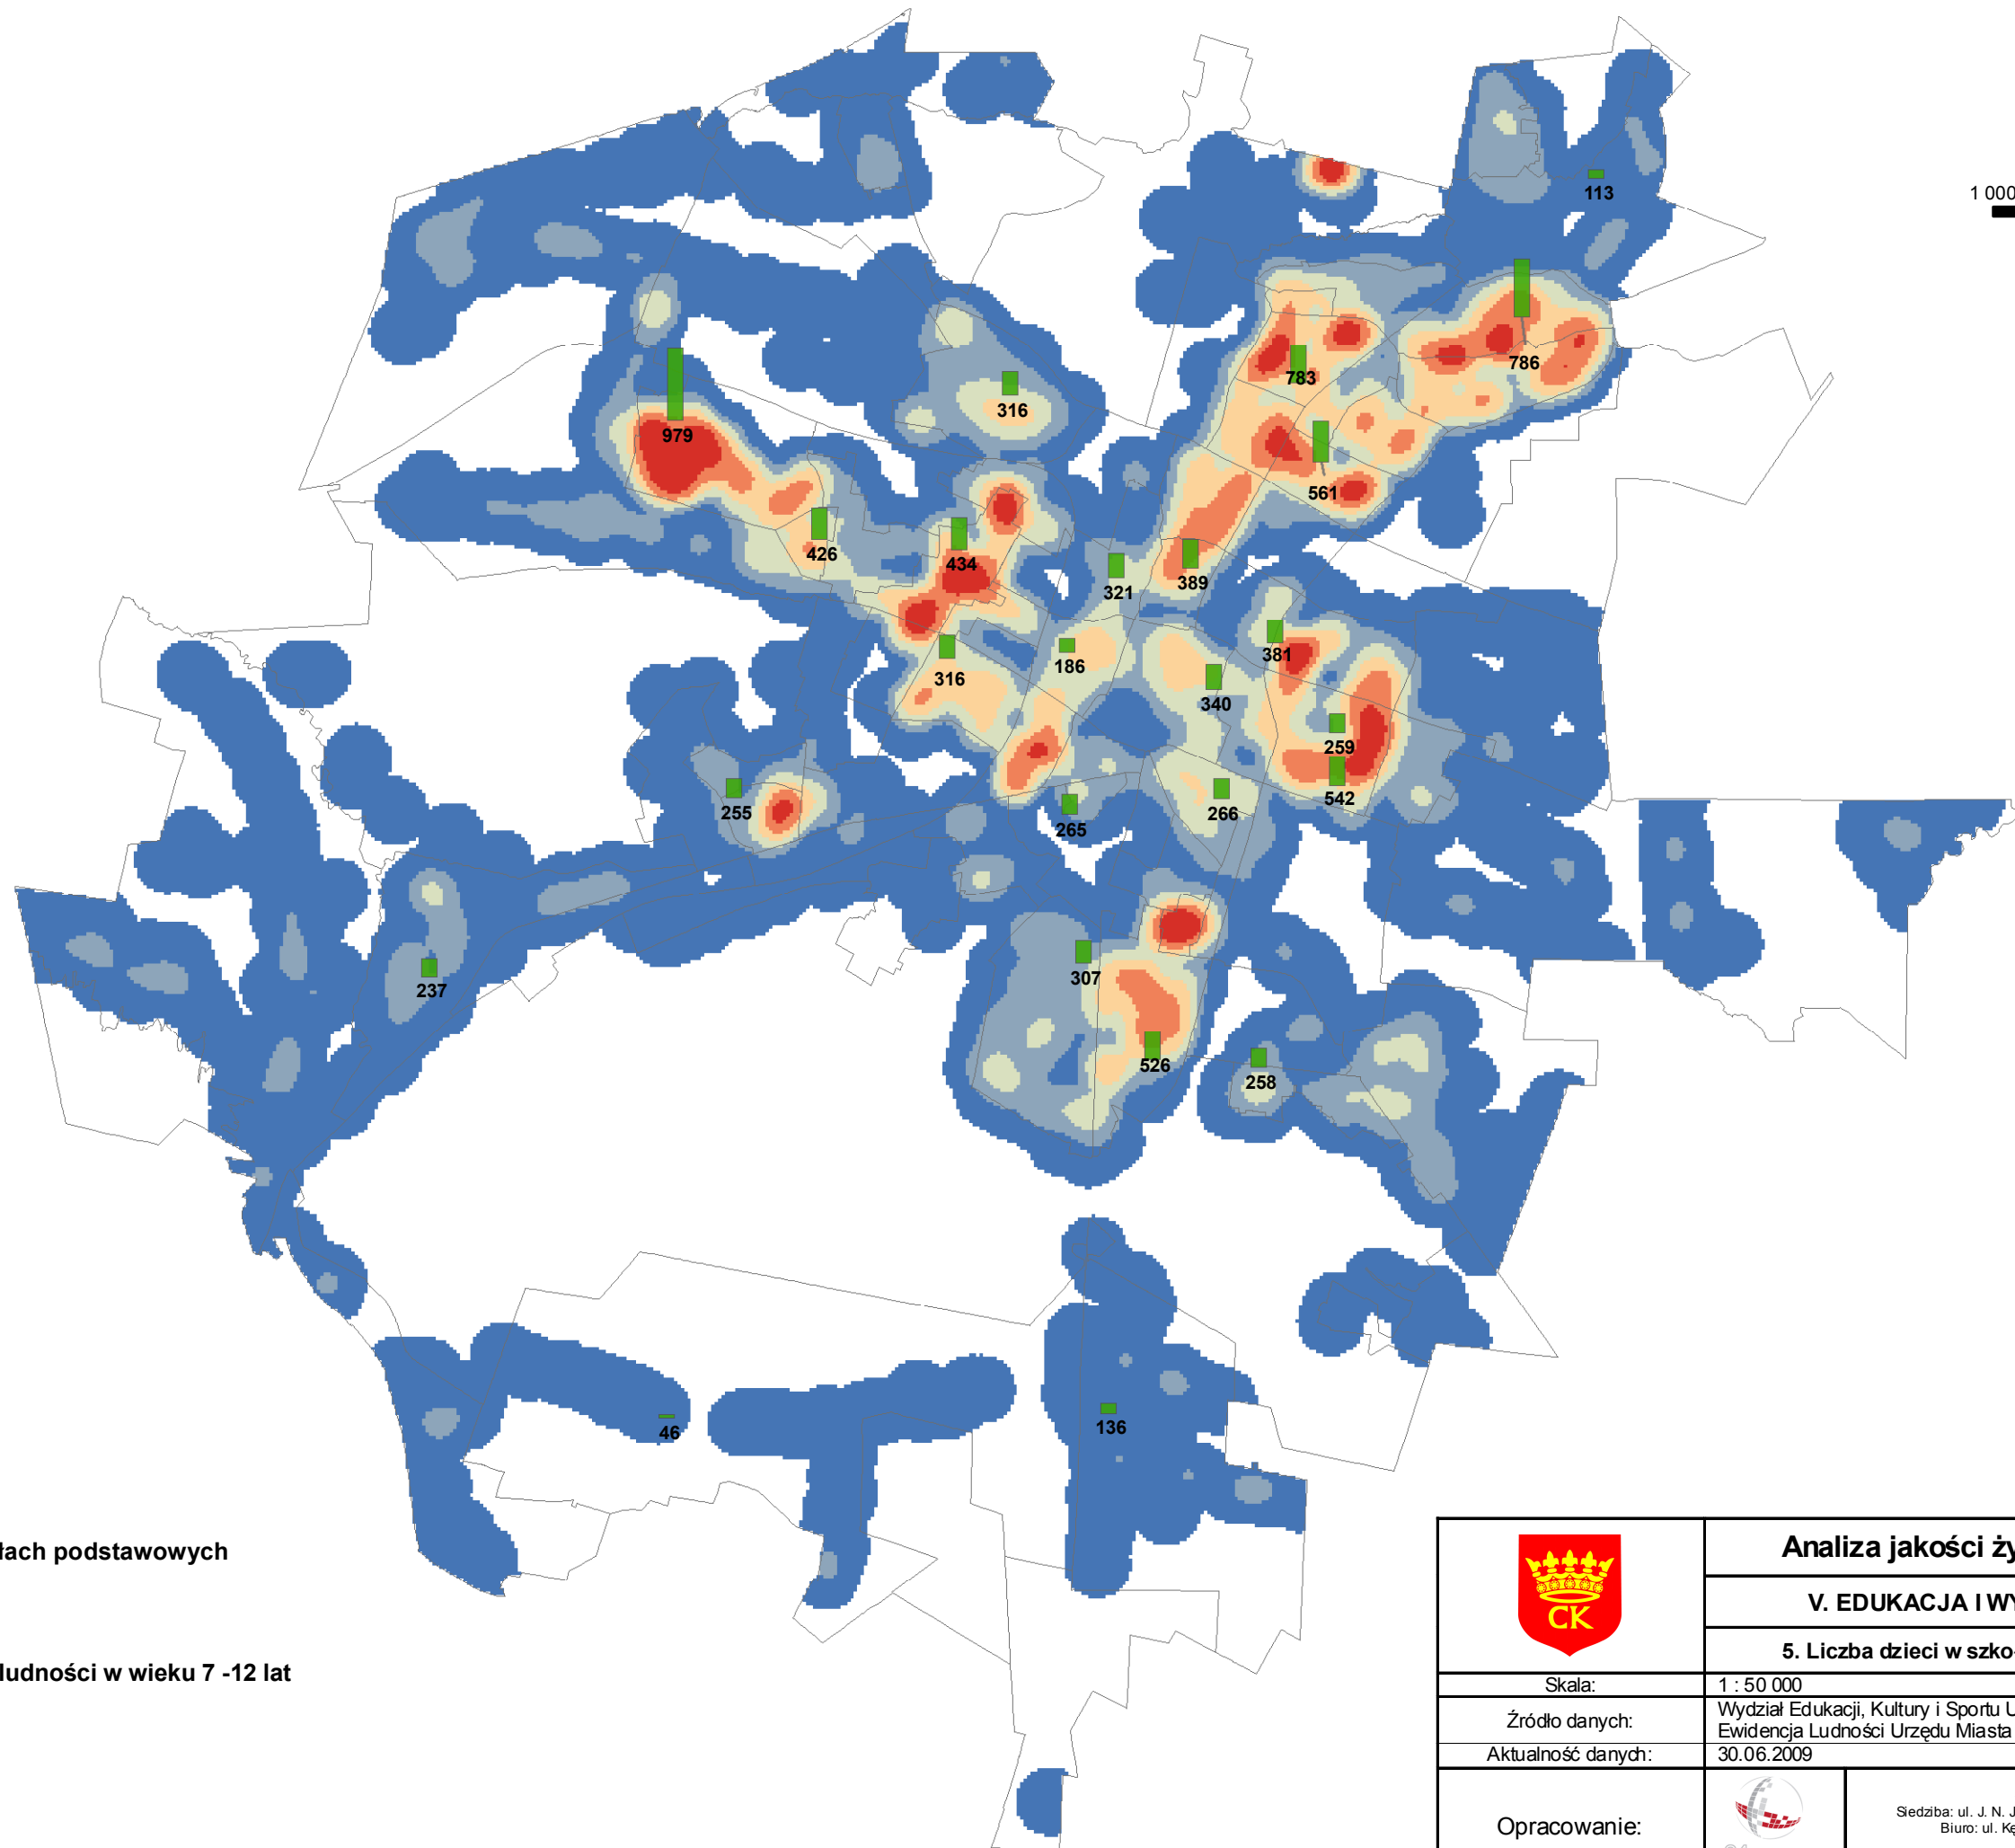 113
1 000
786
783
316
979
561
426
434
321
389
381
186
316
340
259
542
255
265
266
237
307
526
258
46
136
łach podstawowych
ludności w wieku 7 -12 lat
CK
Analiza jakości ży
V. EDUKACJA I WY
5. Liczba dzieci w szko
Skala:
1 : 50 000
Źródło danych:
Wydział Edukacji, Kultury i Sportu U
Ewidencja Ludności Urzędu Miasta
Aktualność danych:
30.06.2009
Opracowanie:
Siedziba: ul. J. N. J
Biuro: ul. Kę